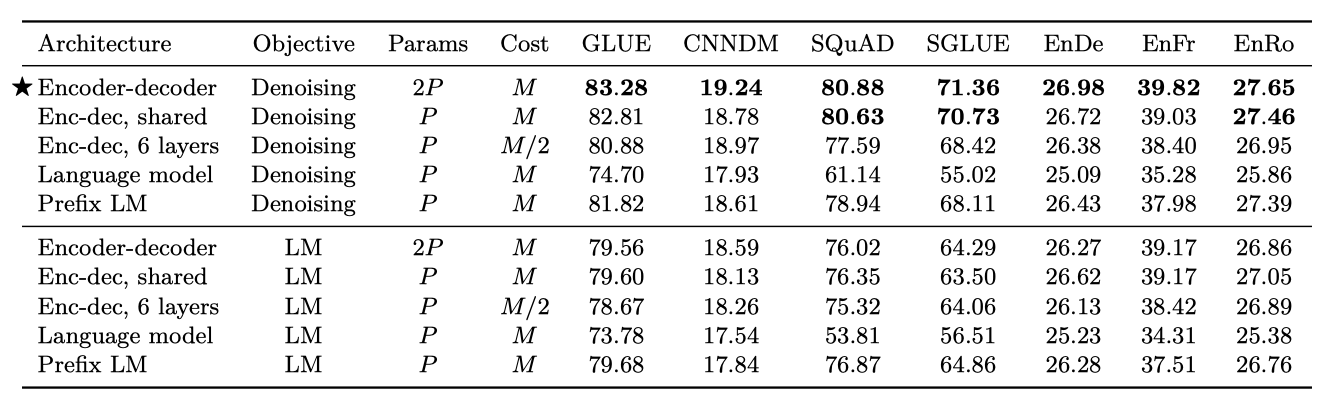 Architecture Objective Params Cost GLUE CNNDM SQuAD SGLUE EnDe EnFr EnRo
★ Encoder-decoder Denoising 2P M 83.28 19.24 80.88 71.36 26.98 39.82 27.65
Enc-dec, shared Denoising P M 82.81 18.78 80.63 70.73 26.72 39.03 27.46
Enc-dec, 6 layers Denoising P M/2 80.88 18.97 77.59 68.42 26.38 38.40 26.95
Language model Denoising P M 74.70 17.93 61.14 55.02 25.09 35.28 25.86
Prefix LM Denoising P M 81.82 18.61 78.94 68.11 26.43 37.98 27.39
Encoder-decoder LM 2P M 79.56 18.59 76.02 64.29 26.27 39.17 26.86
Enc-dec, shared LM P M 79.60 18.13 76.35 63.50 26.62 39.17 27.05
Enc-dec, 6 layers LM P M/2 78.67 18.26 75.32 64.06 26.13 38.42 26.89
Language model LM P M 73.78 17.54 53.81 56.51 25.23 34.31 25.38
Prefix LM LM P M 79.68 17.84 76.87 64.86 26.28 37.51 26.76